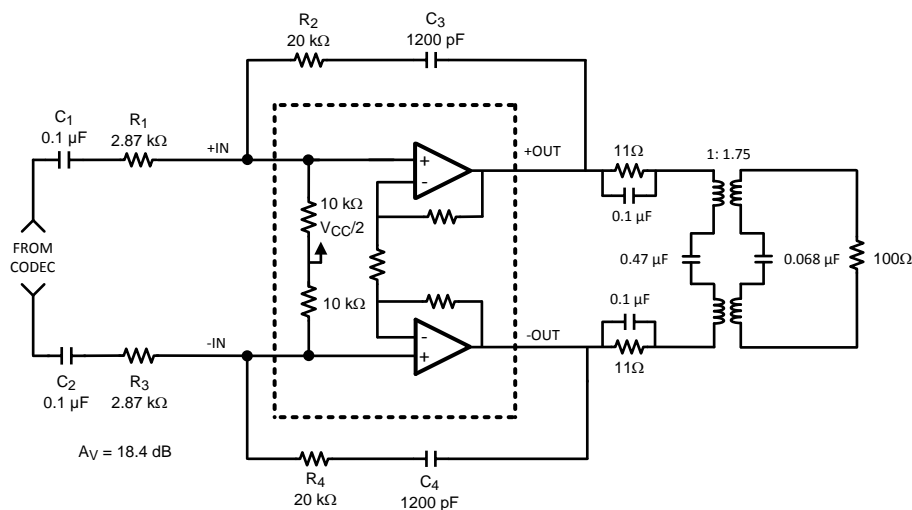 R2
20 kΩ
C3
1200 pF
C1
0.1 µF
R1
2.87 kΩ
+IN
+OUT
11Ω
1: 1.75
+
-
0.1 µF
10 kΩ
VCC/2
FROM
CODEC
0.47 µF
0.068 µF
100Ω
10 kΩ
0.1 µF
-
+
-IN
-OUT
11Ω
C2
0.1 µF
R3
2.87 kΩ
AV = 18.4 dB
R4
20 kΩ
C4
1200 pF